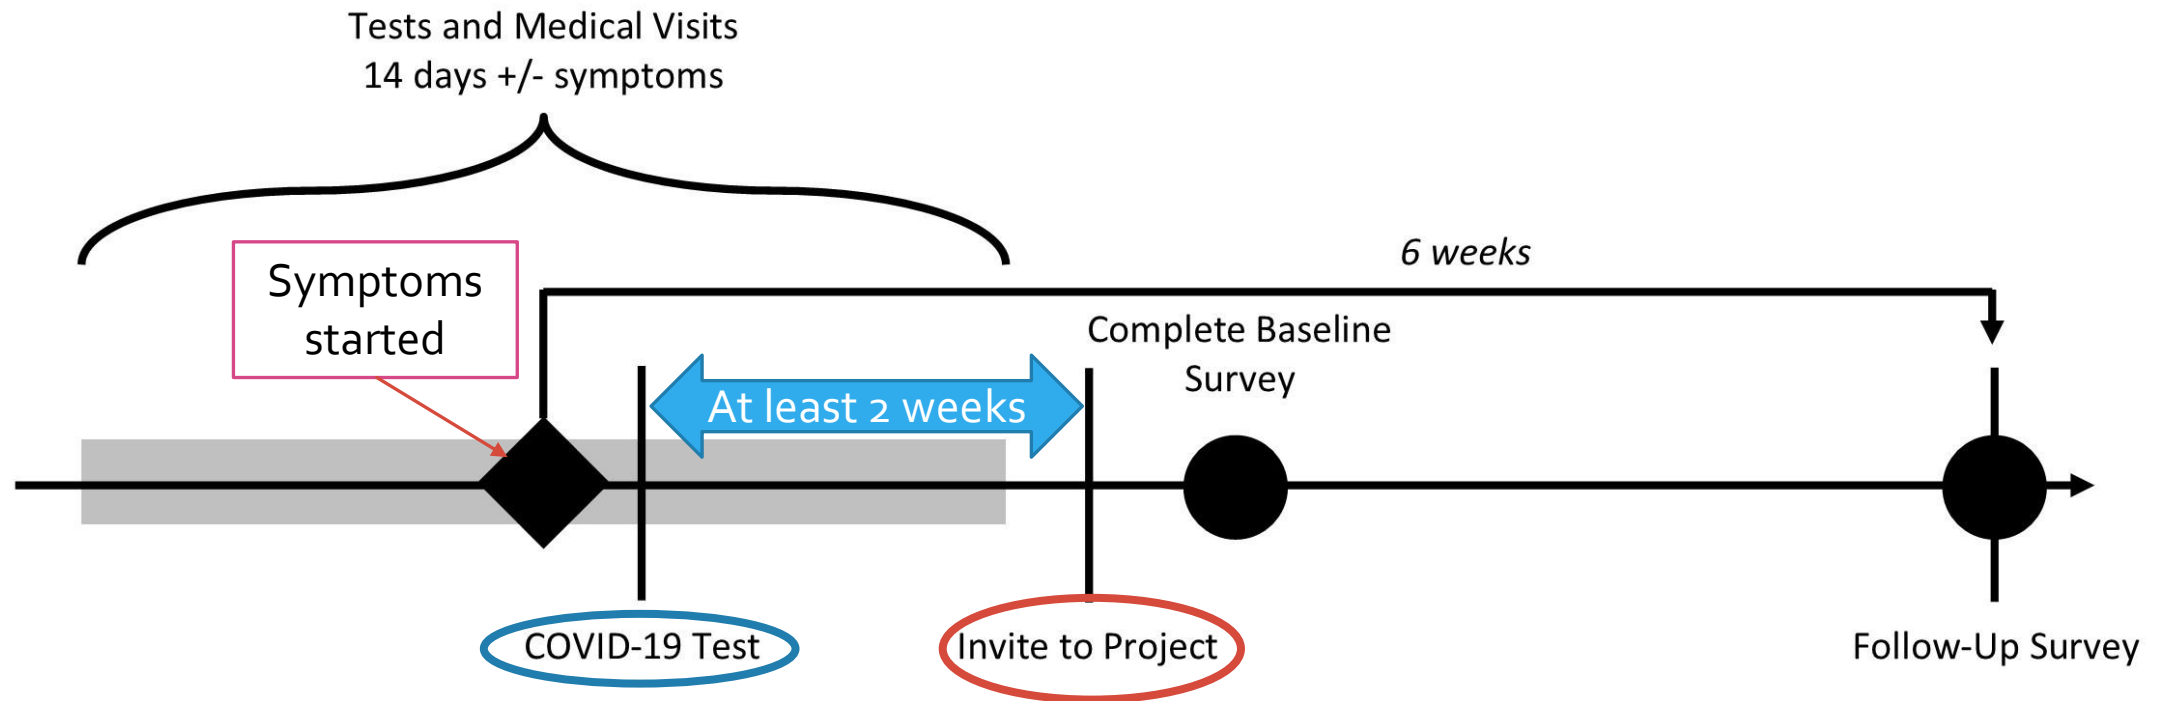 Tests and Medical Visits
14 days +/- symptoms
Symptoms
started
6 weeks
Complete Baseline
Survey
At least 2 weeks
COVID-19 Test
Invite to Project
Follow-Up Survey